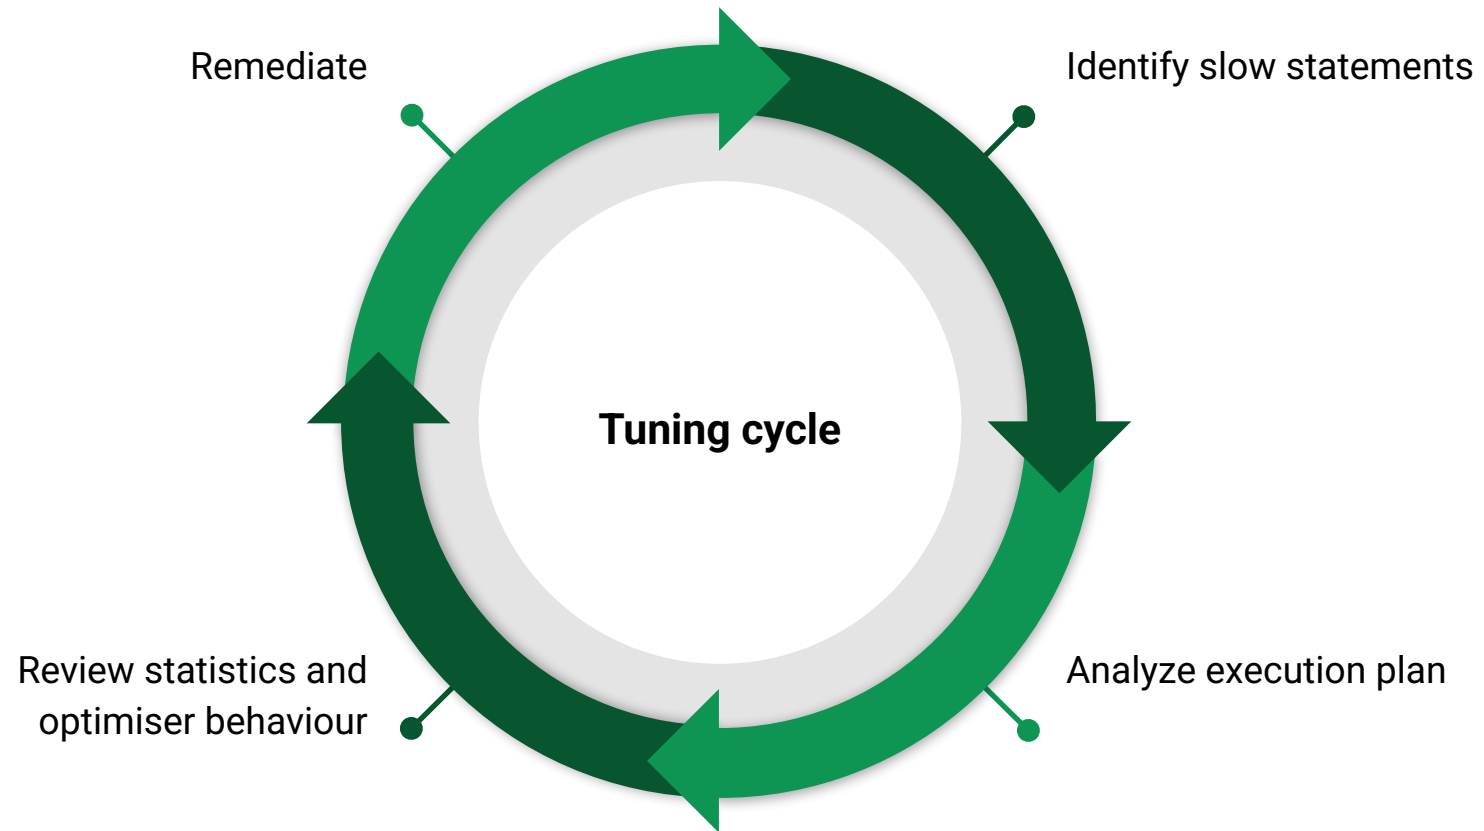 Remediate
Identify slow statements
Tuning cycle
Review statistics and
optimiser behaviour
Analyze execution plan